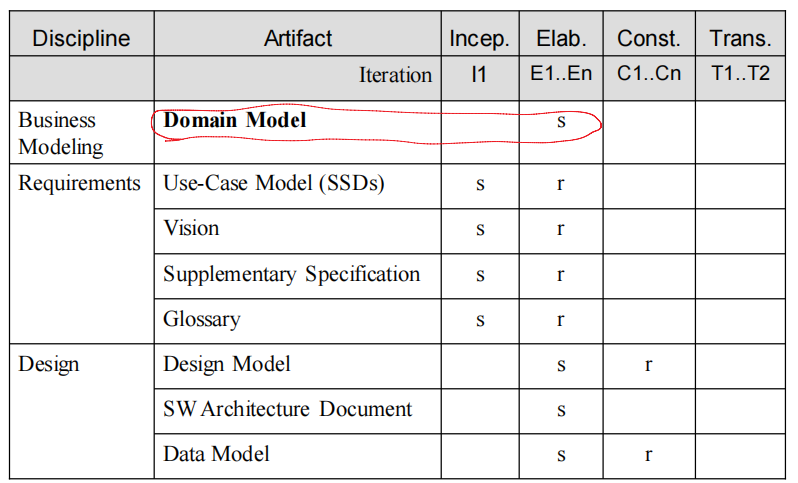 Discipline Artifact Incep. Elab. Const. Trans.
Iteration I1 E1..En C1..Cn T1..T2
Business Modeling Domain Model s
Requirements Use-Case Model (SSDs) s r
Vision s r
Supplementary Specification s r
Glossary s r
Design Design Model s r
SW Architecture Document s
Data Model s r